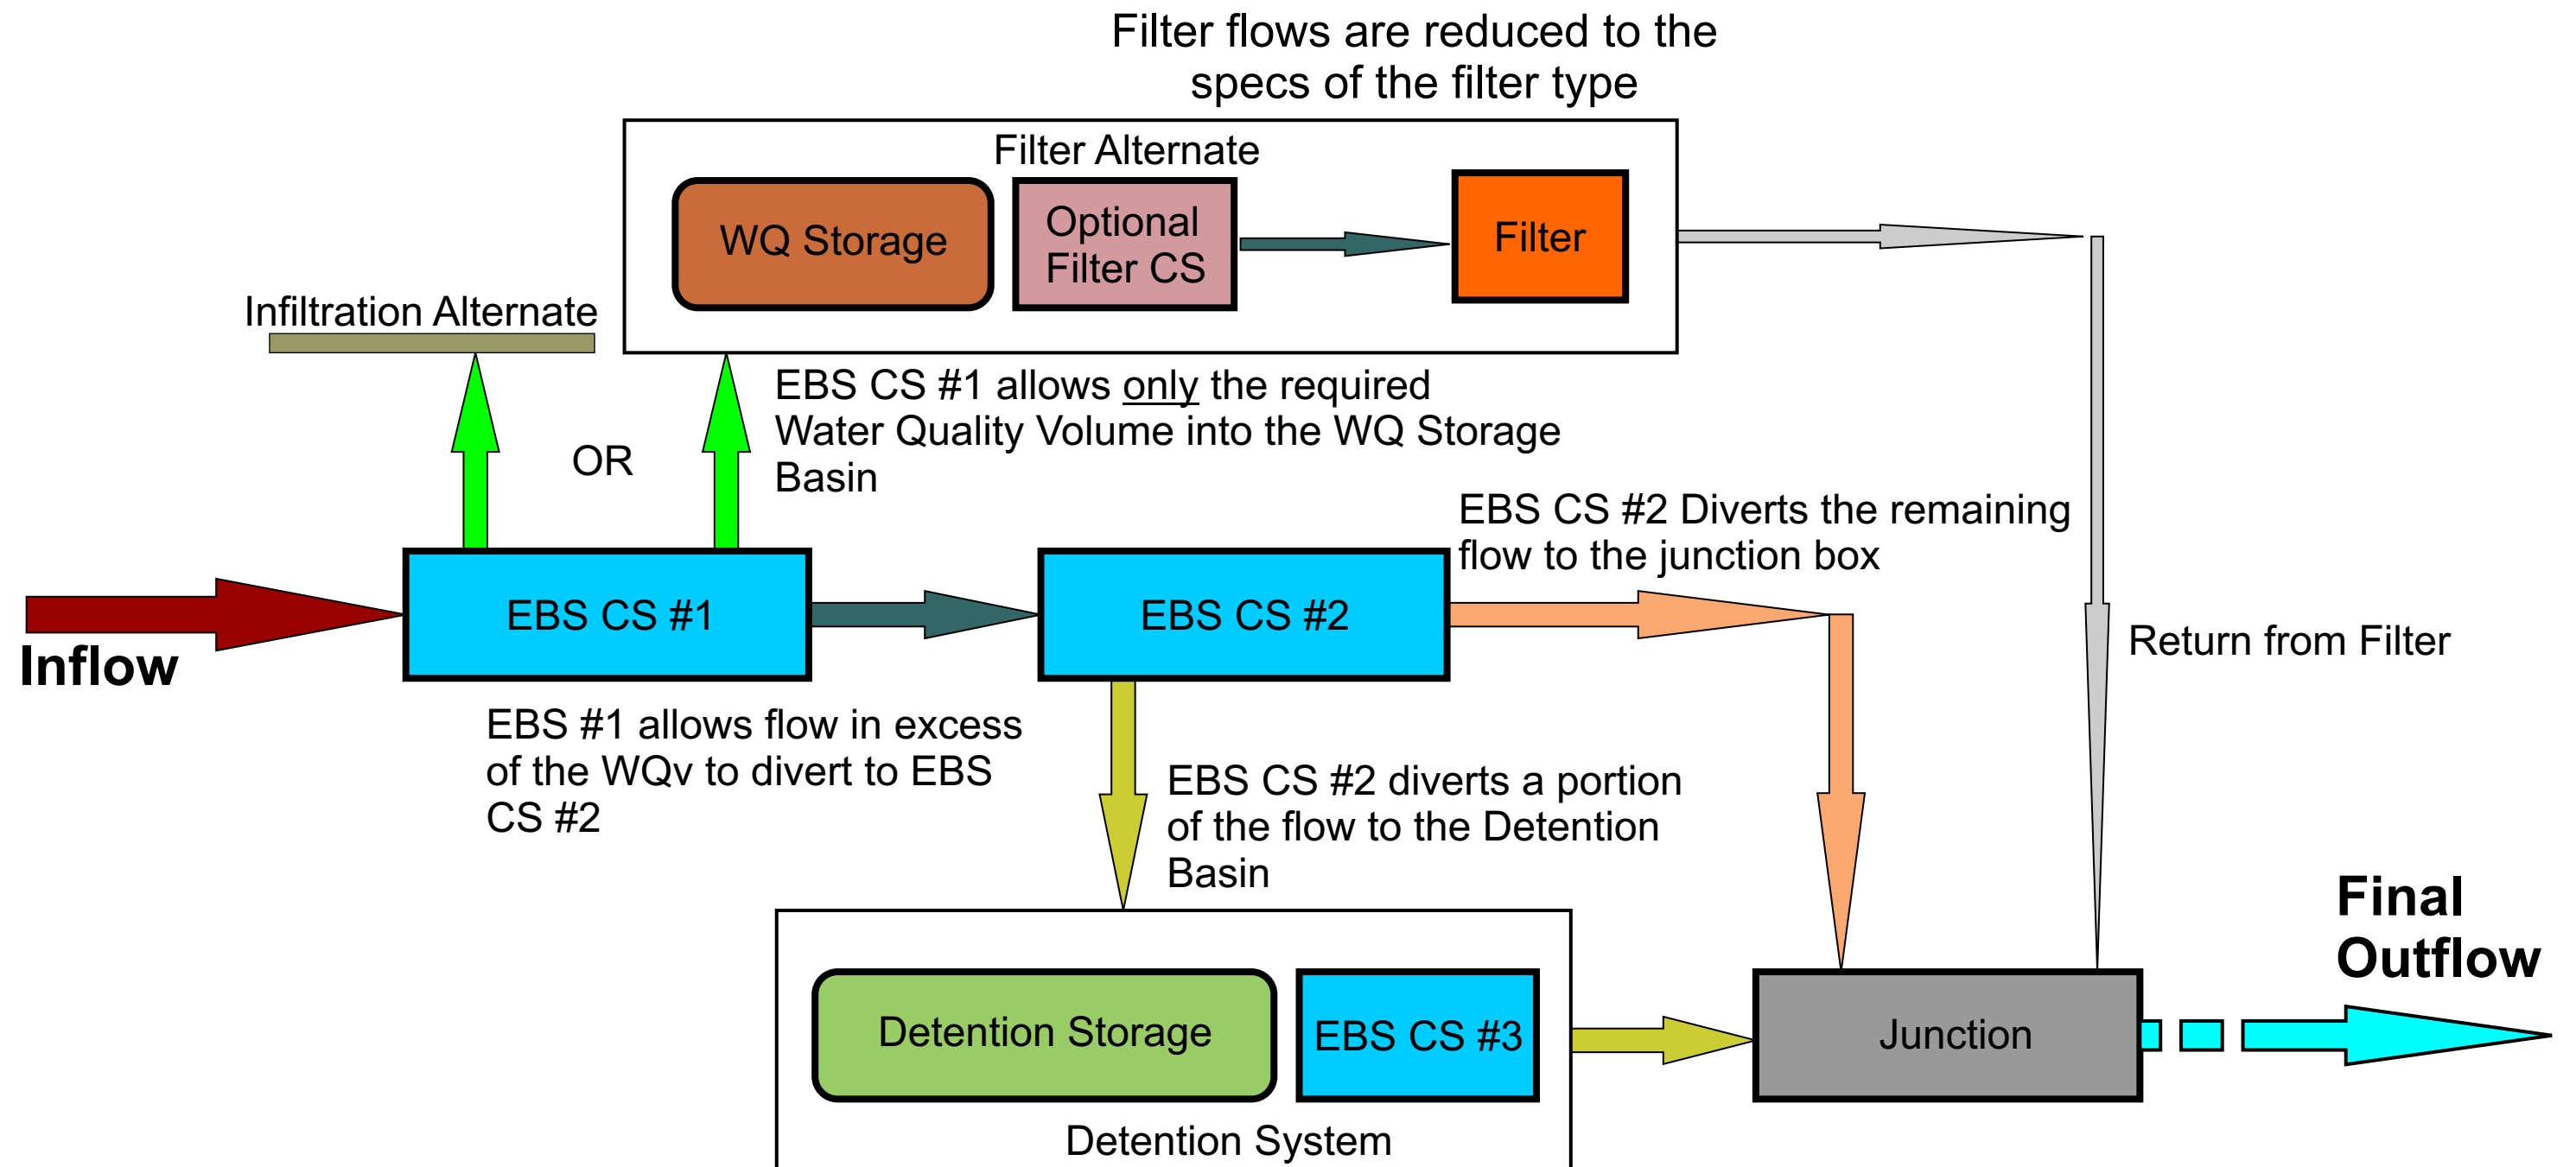 Filter flows are reduced to the
specs of the filter type
Filter Alternate
WQ Storage
Optional
Filter CS
Filter
Infiltration Alternate
EBS CS #1 allows only the required
Water Quality Volume into the WQ Storage
Basin
OR
EBS CS #2 Diverts the remaining
flow to the junction box
Inflow
EBS CS #1
EBS CS #2
Return from Filter
EBS #1 allows flow in excess
of the WQv to divert to EBS
CS #2
EBS CS #2 diverts a portion
of the flow to the Detention
Basin
Final
Outflow
Detention Storage
EBS CS #3
Junction
Detention System